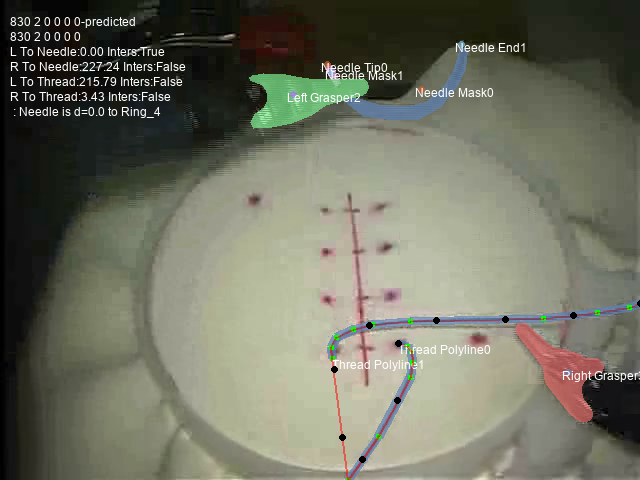 830 2 0 0 0 0-predicted
830 2 0 0 0 0
L To Needle:0.00 Inters:True
R To Needle:227.24 Inters:False
L To Thread:215.79 Inters:False
R To Thread:3.43 Inters:False
: Needle is d=0.0 to Ring_4
Needle End1
Needle Tip0
Needle Mask1
Needle Mask0
Left Grasper2
Thread Polyline0
Thread Polyline1
Right Grasper